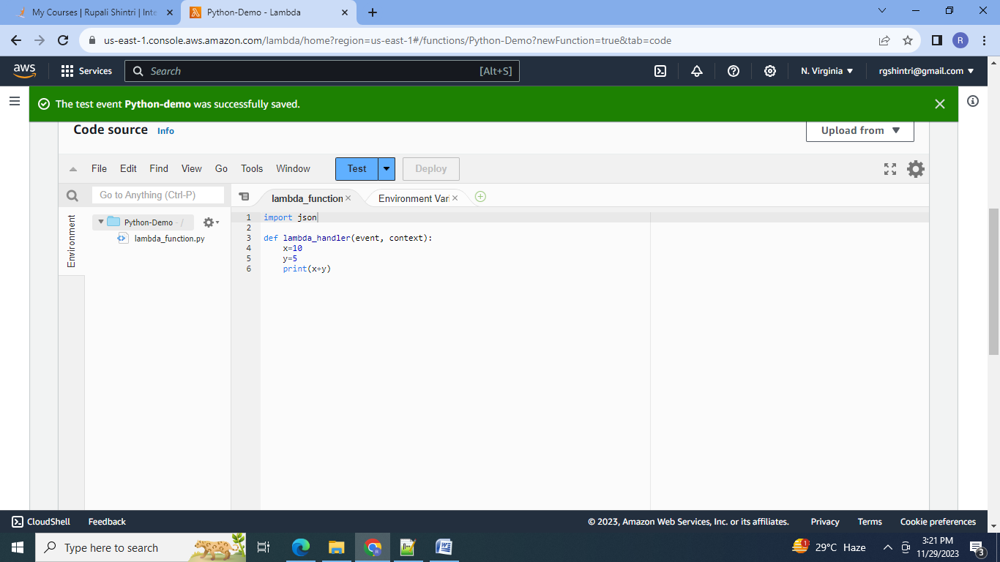 My Courses | Rupali Shintri | Inte
Python-Demo - Lambda
us-east-1.console.aws.amazon.com/lambda/home?region=us-east-1#/functions/Python-Demo?newFunction=true&tab=code
R
aws
Services
Search
[Alt+S]
N. Virginia
rgshintri@gmail.com
The test event Python-demo was successfully saved.
Code source Info
Upload from
File Edit Find View Go Tools Window
Test
Deploy
Go to Anything (Ctrl-P)
lambda_function
Environment Vari
Environment
Python-Demo - /
lambda_function.py
1 import json
2
3 def lambda_handler(event, context):
4     x=10
5     y=5
6     print(x+y)
CloudShell Feedback
© 2023, Amazon Web Services, Inc. or its affiliates. Privacy Terms Cookie preferences
Type here to search
1
29°C Haze
3:21 PM
11/29/2023
3